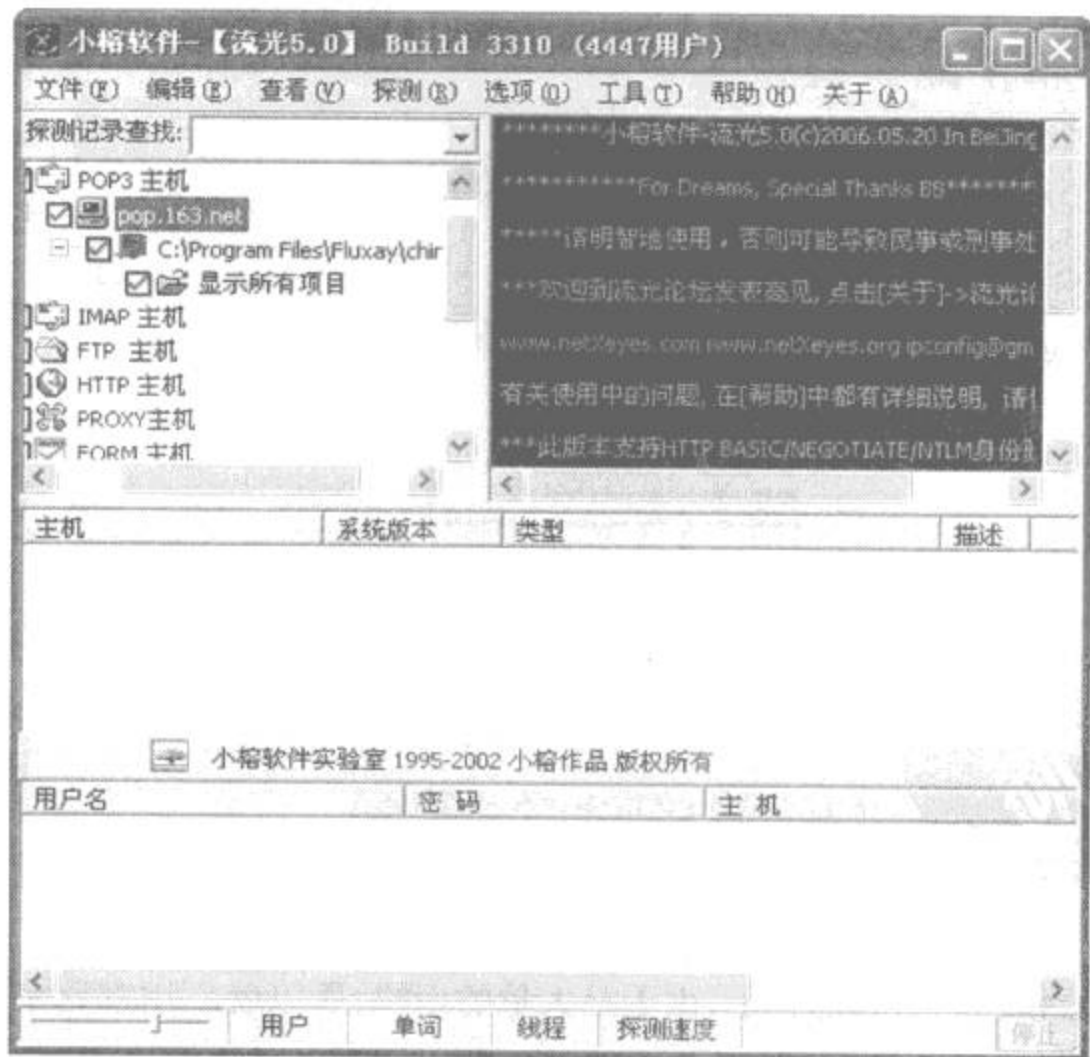 小榕软件-【流光5.0】 Build 3310 (4447用户)
文件(F) 编辑(E) 查看(V) 探测(R) 选项(O) 工具(T) 帮助(H) 关于(A)
探测记录查找:
POP3 主机
pop.163.net
C:\Program Files\Fluxay\chir
显示所有项目
IMAP 主机
FTP 主机
HTTP 主机
PROXY主机
FORM 主机
********小榕软件-流光5.0(c)2006.05.20 In BeiJing
***********For Dreams, Special Thanks BB*******
*****请明智地使用，否则可能导致民事或刑事处
***欢迎到流光论坛发表高见, 点击[关于]->流光论
www.netXeyes.com www.netXeyes.org ipconfig@gm
有关使用中的问题, 在[帮助]中都有详细说明, 请
***此版本支持HTTP BASIC/NEGOTIATE/NTLM身份
主机 系统版本 类型 描述
小榕软件实验室 1995-2002 小榕作品 版权所有
用户名 密 码 主 机
用户 单词 线程 探测速度 停止